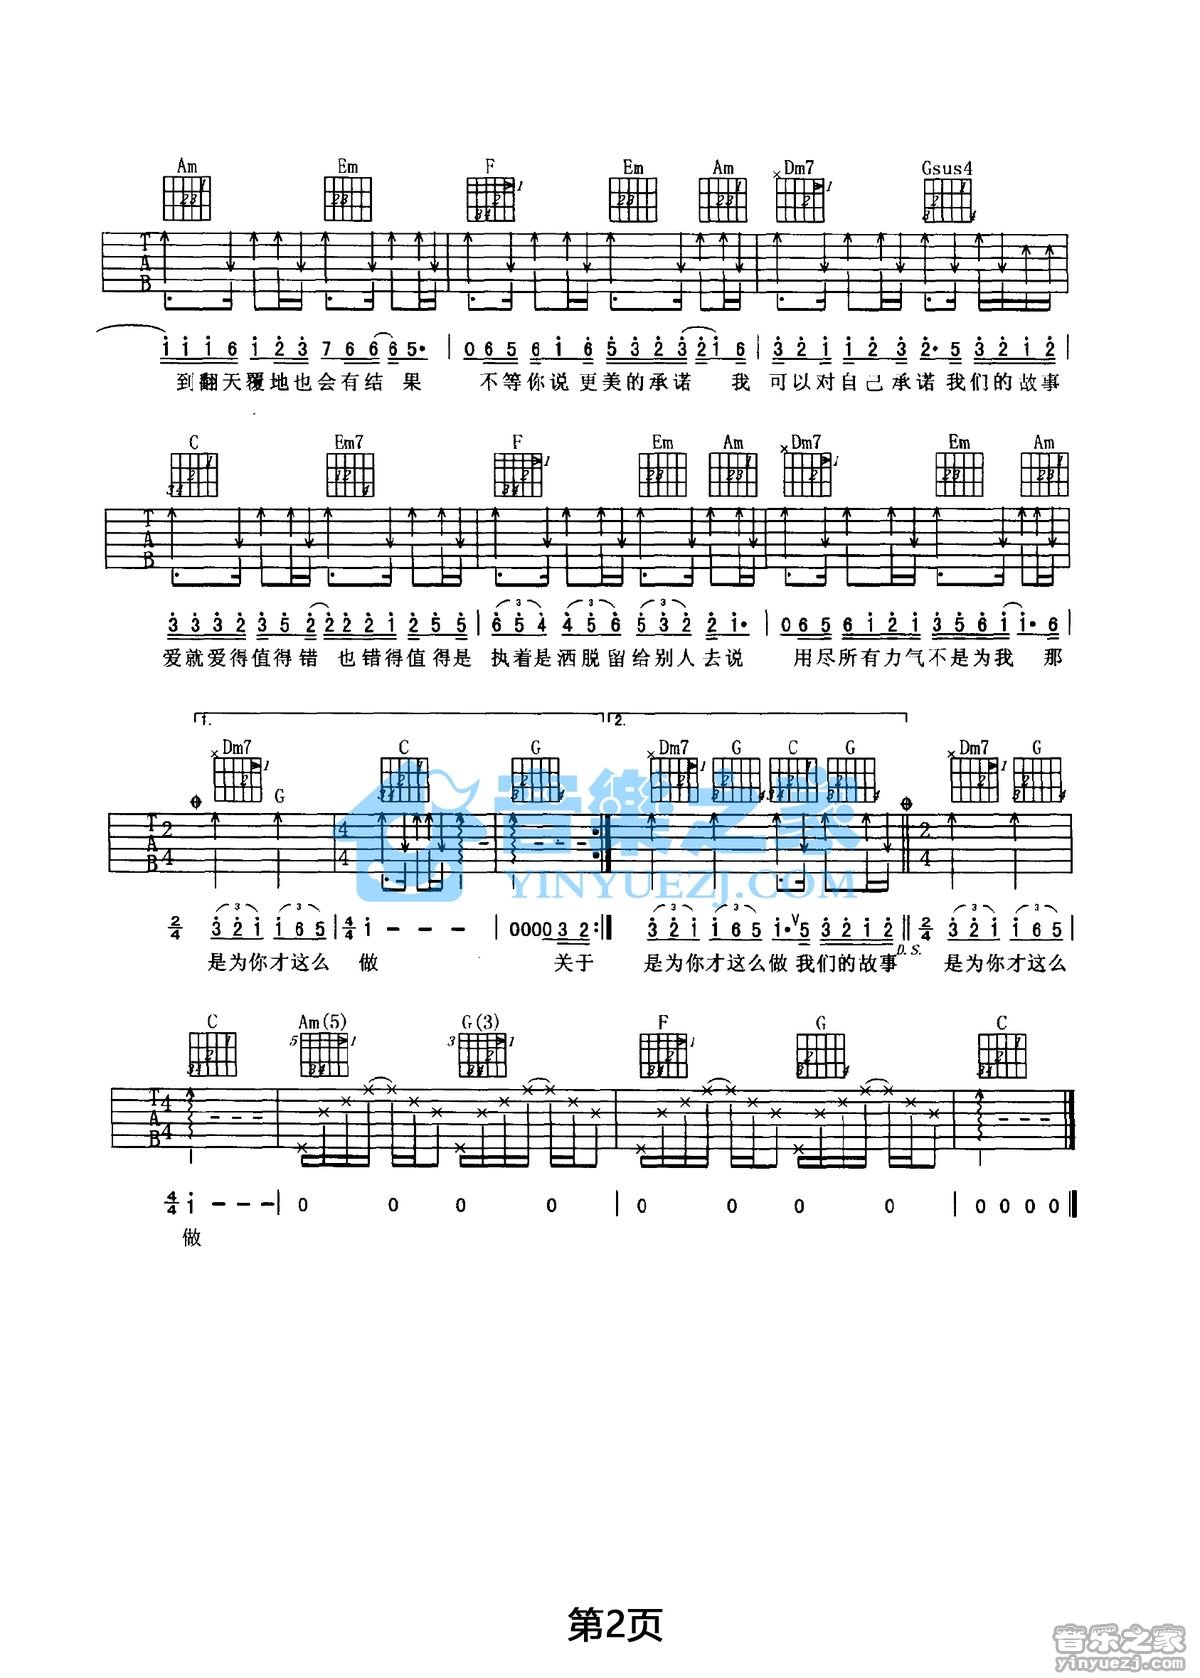 Am Em F Em Am ×Dm7 Gsus4
T A B
i i i 6 i 2 3 7 6 6 6 5· | 0 6 5 6 i 6 5 3 2 3 2 i 6 | 3 2 i i 2 3 2· 5 3 2 i 2
到翻天覆地也会有结果 不等你说更美的承诺 我 可以对自己承诺我们的故事
C Em7 F Em Am ×Dm7 Em Am
T A B
3 3 3 2 3 5 2 2 2 2 i 2 5 5 | 6 5 4 4 5 6 5 3 2 2 i· | 0 6 5 6 i 2 i 3 5 6 i i· 6
爱就爱得值得错 也错得值得是 执着是洒脱留给别人去说 用尽所有力气不是为我 那
1. 2.
×Dm7 G C G ×Dm7 G C G ×Dm7 G
T A B 2/4 4/4 2/4
2/4 3 2 i i 6 5 | 4/4 i - - - | 0000 3 2 :|| 3 2 i i 6 5 i· V 5 3 2 i 2 || 2/4 3 2 i i 6 5 |
是为你才这么 做 关于 是为你才这么做 我们的故事 p.s. 是为你才这么
音樂之家
YINYUEZJ.COM
C Am(5) G(3) F G C
T A B 4/4
4/4 i - - - | 0 0 0 0 | 0 0 0 0 | 0 0 0 0 ||
做
第2页
音乐之家
yinyuezj.com